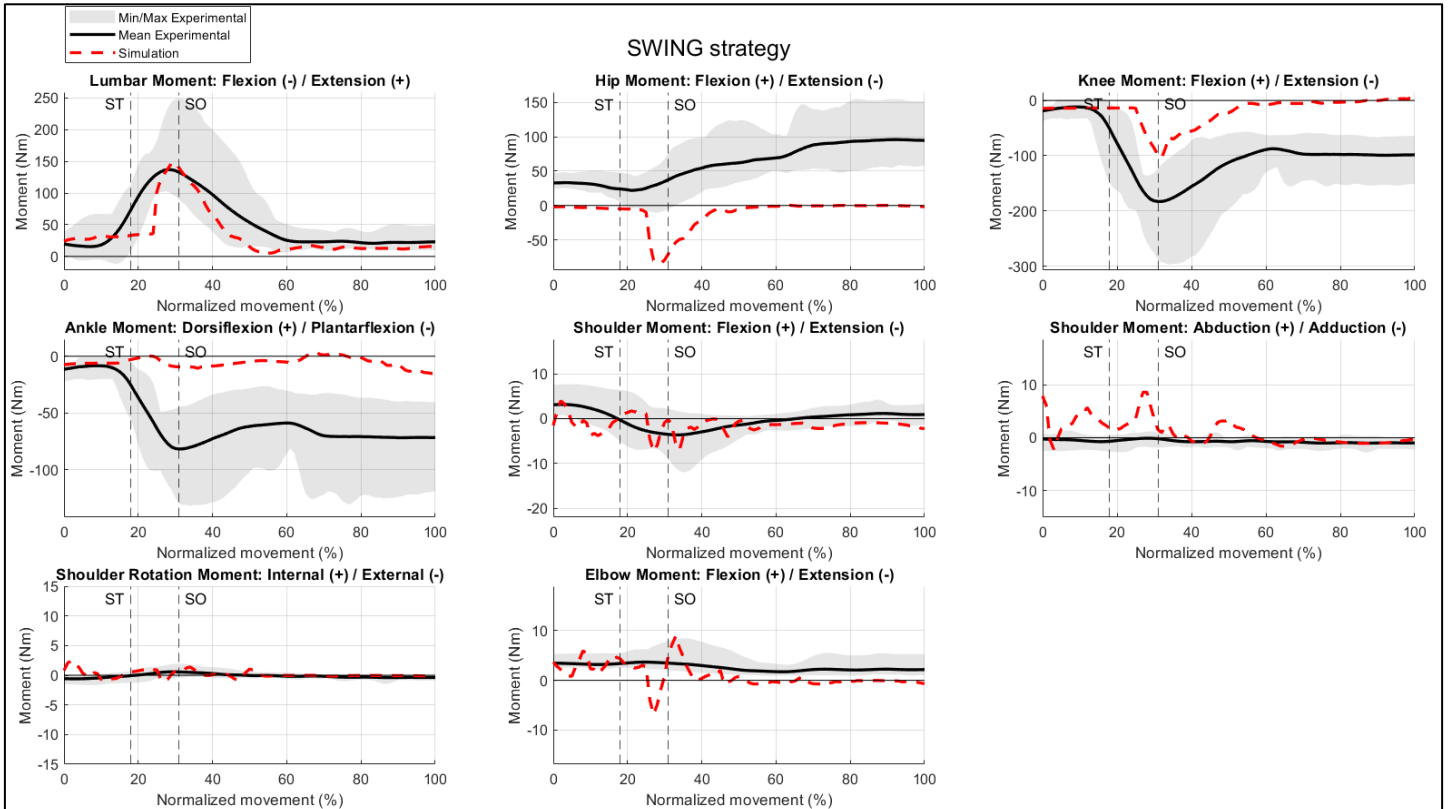 Min/Max Experimental
Mean Experimental
Simulation
SWING strategy
Lumbar Moment: Flexion (-) / Extension (+)
250
200
150
100
50
0
Moment (Nm)
ST
SO
0 20 40 60 80 100
Normalized movement (%)
Hip Moment: Flexion (+) / Extension (-)
150
100
50
0
-50
Moment (Nm)
ST
SO
0 20 40 60 80 100
Normalized movement (%)
Knee Moment: Flexion (+) / Extension (-)
0
-100
-200
-300
Moment (Nm)
ST
SO
0 20 40 60 80 100
Normalized movement (%)
Ankle Moment: Dorsiflexion (+) / Plantarflexion (-)
0
-50
-100
Moment (Nm)
ST
SO
0 20 40 60 80 100
Normalized movement (%)
Shoulder Moment: Flexion (+) / Extension (-)
10
0
-10
-20
Moment (Nm)
ST
SO
0 20 40 60 80 100
Normalized movement (%)
Shoulder Moment: Abduction (+) / Adduction (-)
10
0
-10
Moment (Nm)
ST
SO
0 20 40 60 80 100
Normalized movement (%)
Shoulder Rotation Moment: Internal (+) / External (-)
15
10
5
0
-5
-10
-15
Moment (Nm)
ST
SO
0 20 40 60 80 100
Normalized movement (%)
Elbow Moment: Flexion (+) / Extension (-)
10
0
-10
Moment (Nm)
ST
SO
0 20 40 60 80 100
Normalized movement (%)